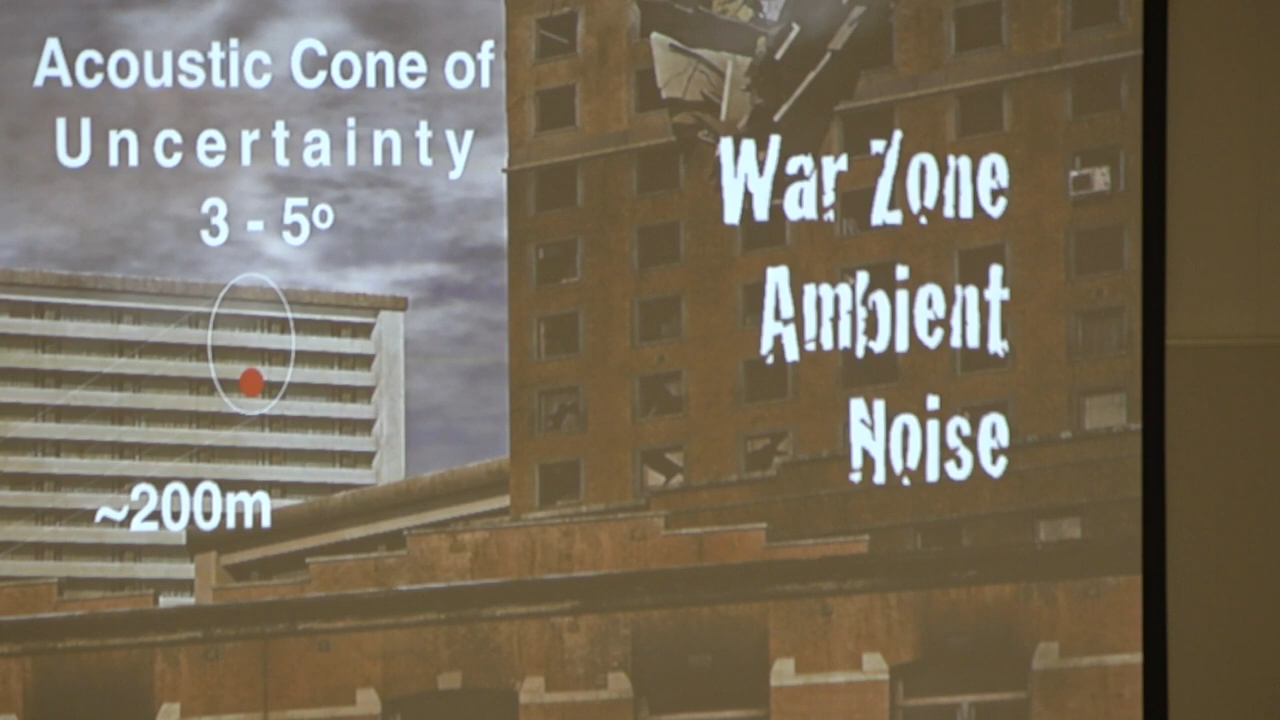 Acoustic Cone of
Uncertainty
3 - 5º
~200m
War Zone
Ambient
Noise